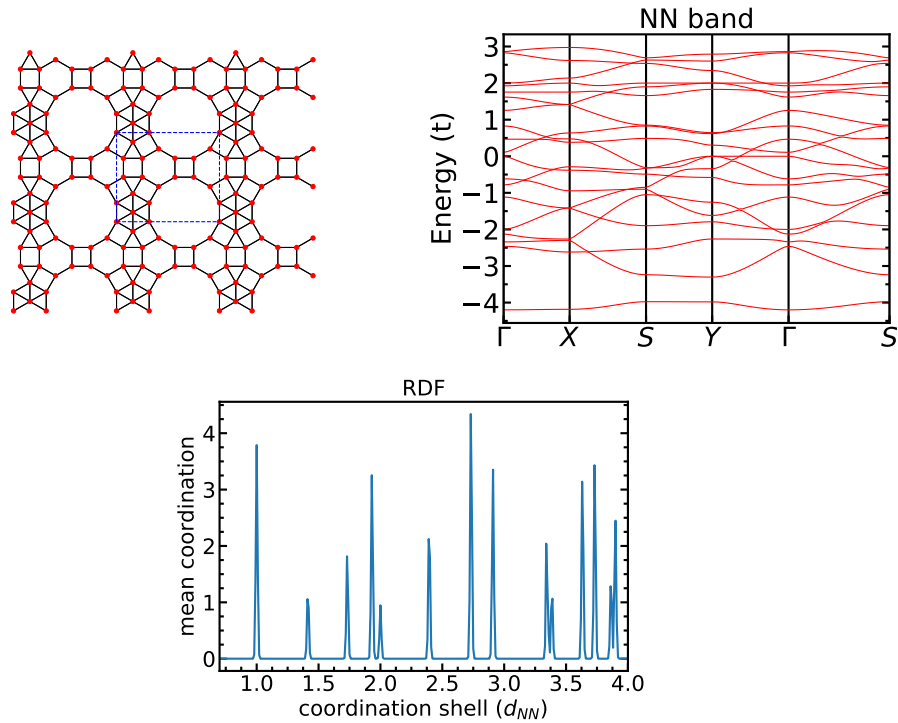 NN band
Energy (t)
3
2
1
0
−1
−2
−3
−4
Γ X S Y Γ S
RDF
mean coordination
4
3
2
1
0
1.0 1.5 2.0 2.5 3.0 3.5 4.0
coordination shell (d_NN)